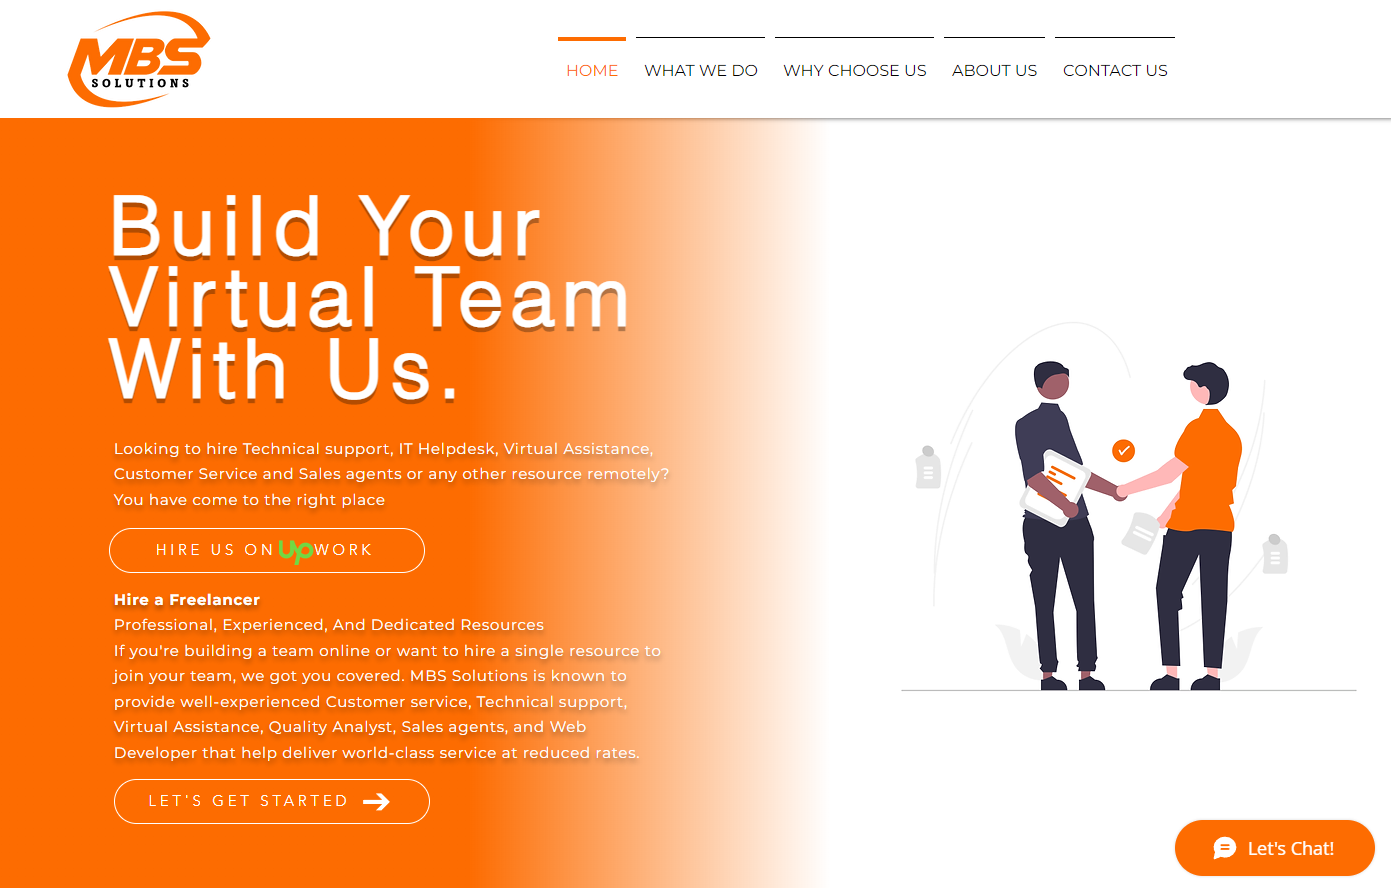 MBS
SOLUTIONS
HOME
WHAT WE DO
WHY CHOOSE US
ABOUT US
CONTACT US
Build Your
Virtual Team
With Us.
Looking to hire Technical support, IT Helpdesk, Virtual Assistance,
Customer Service and Sales agents or any other resource remotely?
You have come to the right place
HIRE US ON UpWORK
Hire a Freelancer
Professional, Experienced, And Dedicated Resources
If you're building a team online or want to hire a single resource to
join your team, we got you covered. MBS Solutions is known to
provide well-experienced Customer service, Technical support,
Virtual Assistance, Quality Analyst, Sales agents, and Web
Developer that help deliver world-class service at reduced rates.
LET'S GET STARTED
Let's Chat!